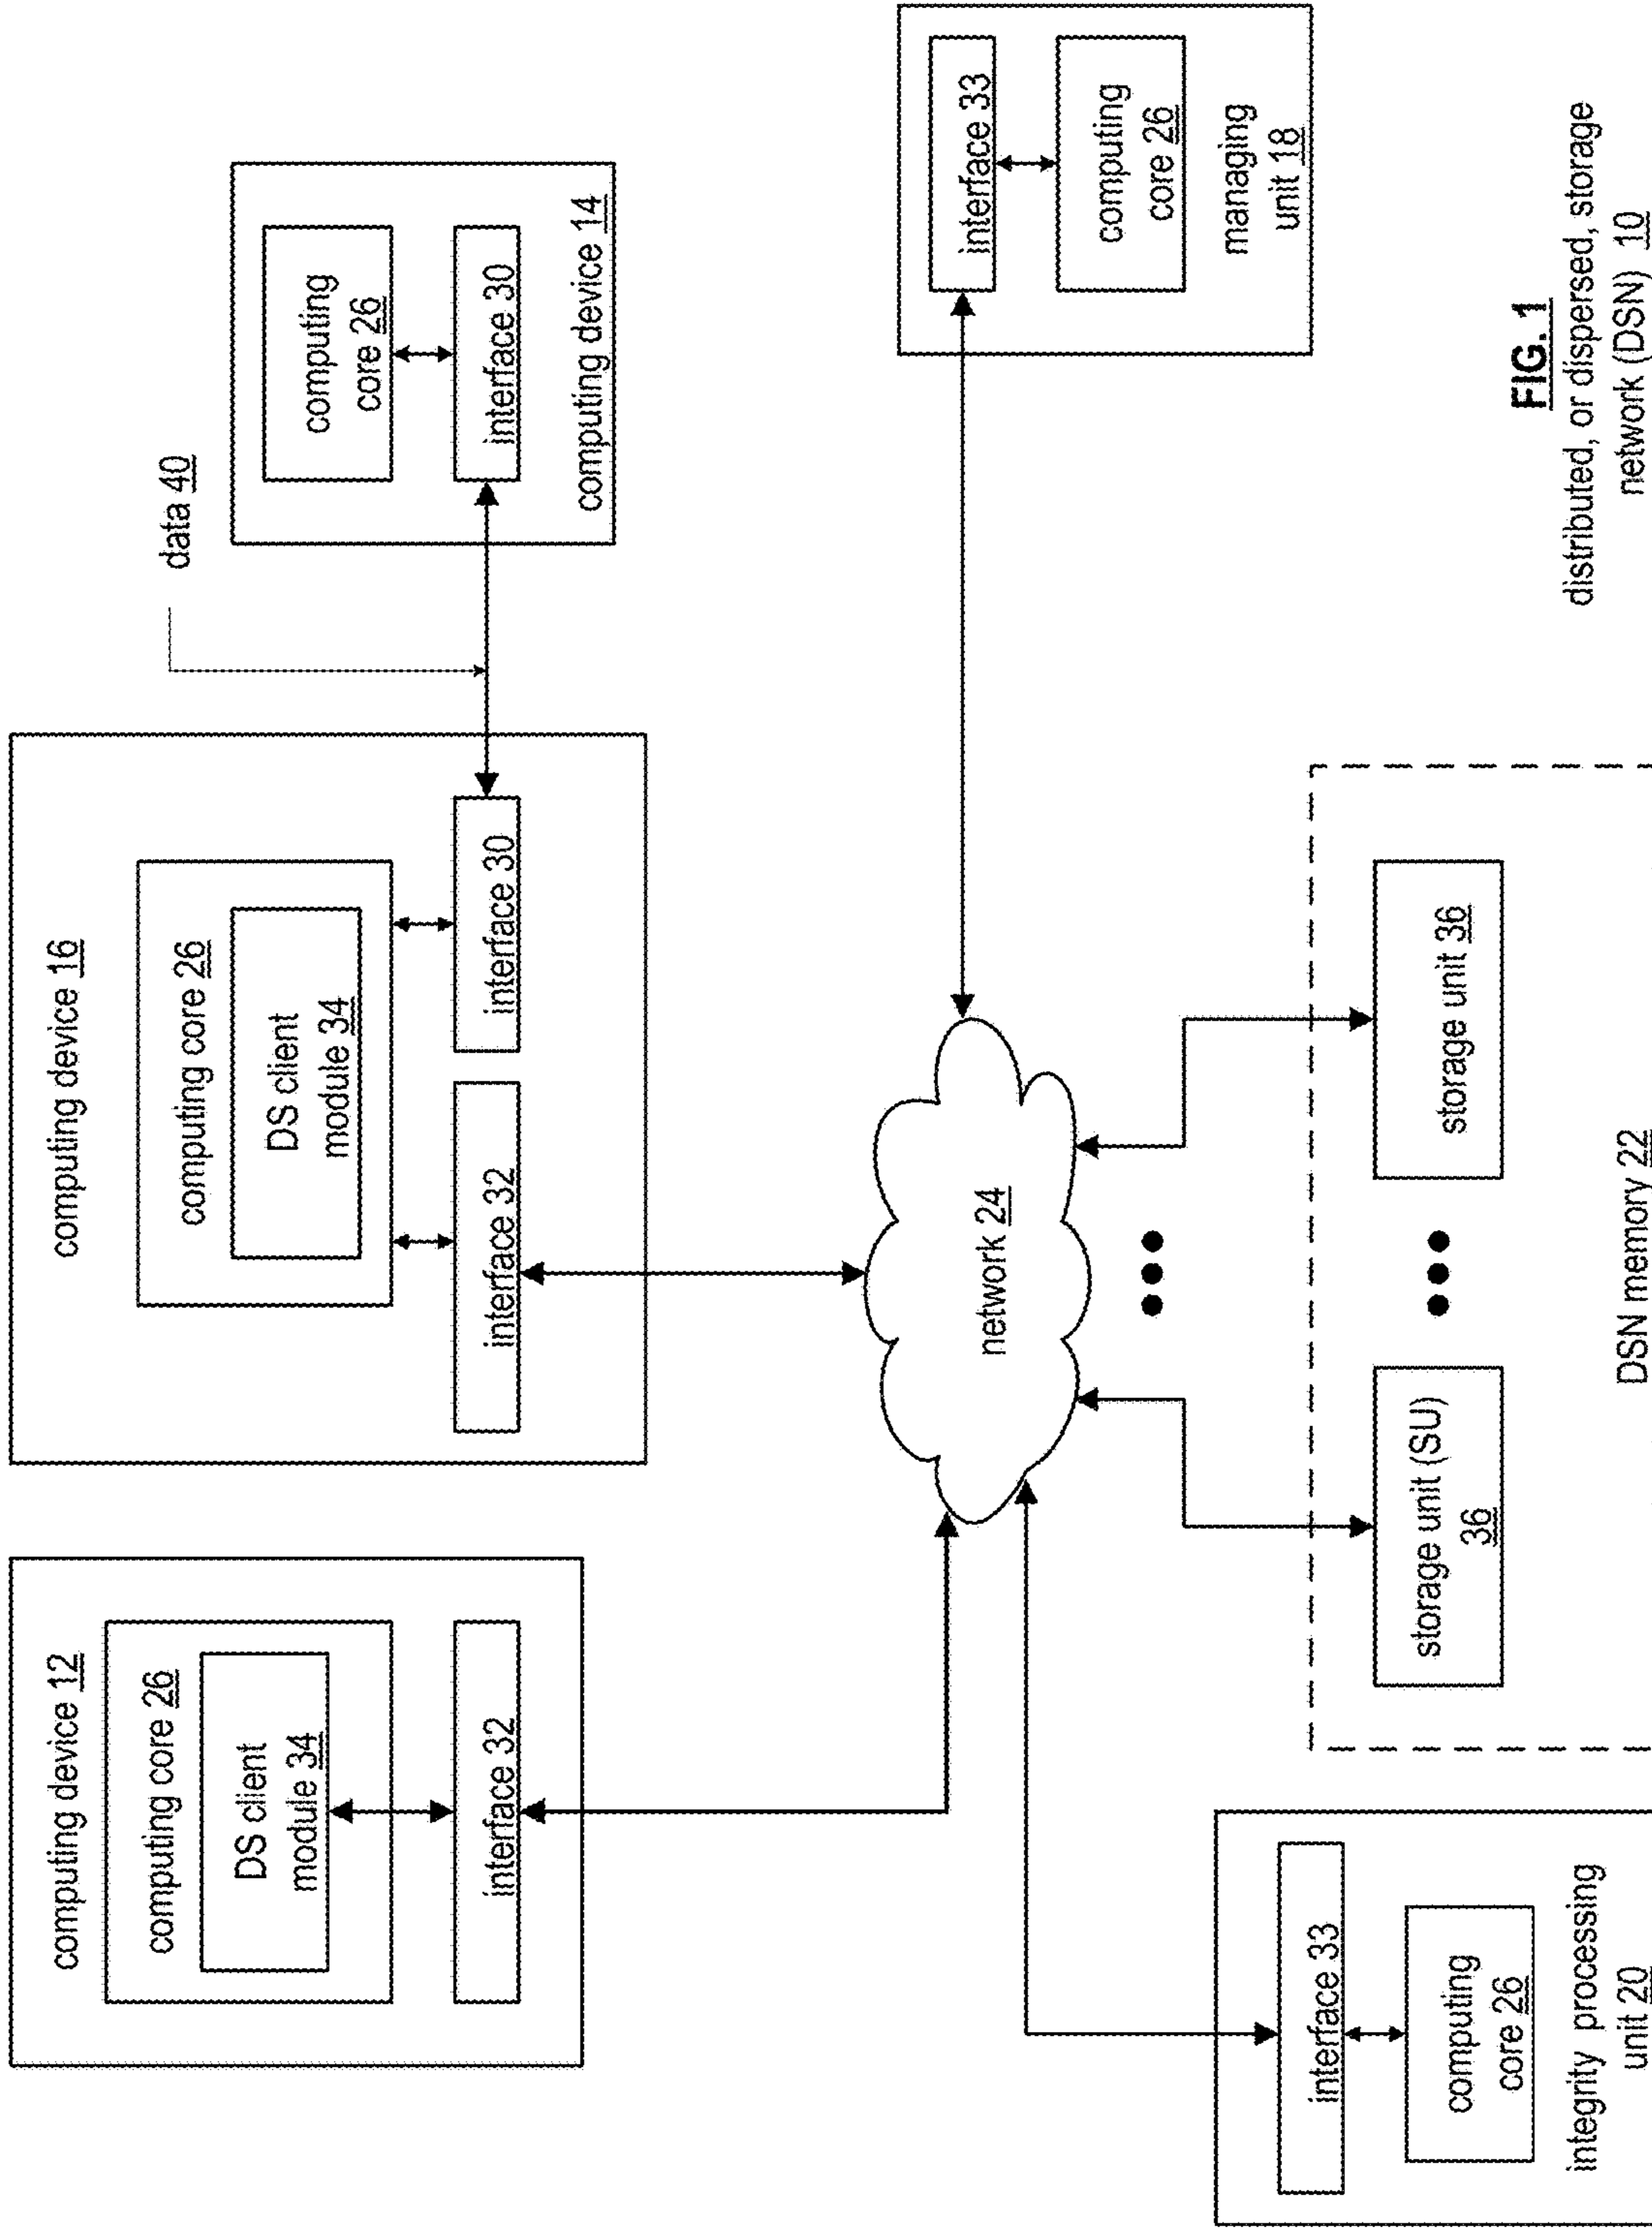 computing device 12
computing core 26
DS client
module 34
interface 32
computing device 16
computing core 26
DS client
module 34
interface 32
interface 30
data 40
computing
core 26
interface 30
computing device 14
network 24
interface 33
computing
core 26
managing
unit 18
interface 33
computing
core 26
integrity processing
unit 20
storage unit (SU)
36
storage unit 36
DSN memory 22
FIG. 1
distributed, or dispersed, storage
network (DSN) 10